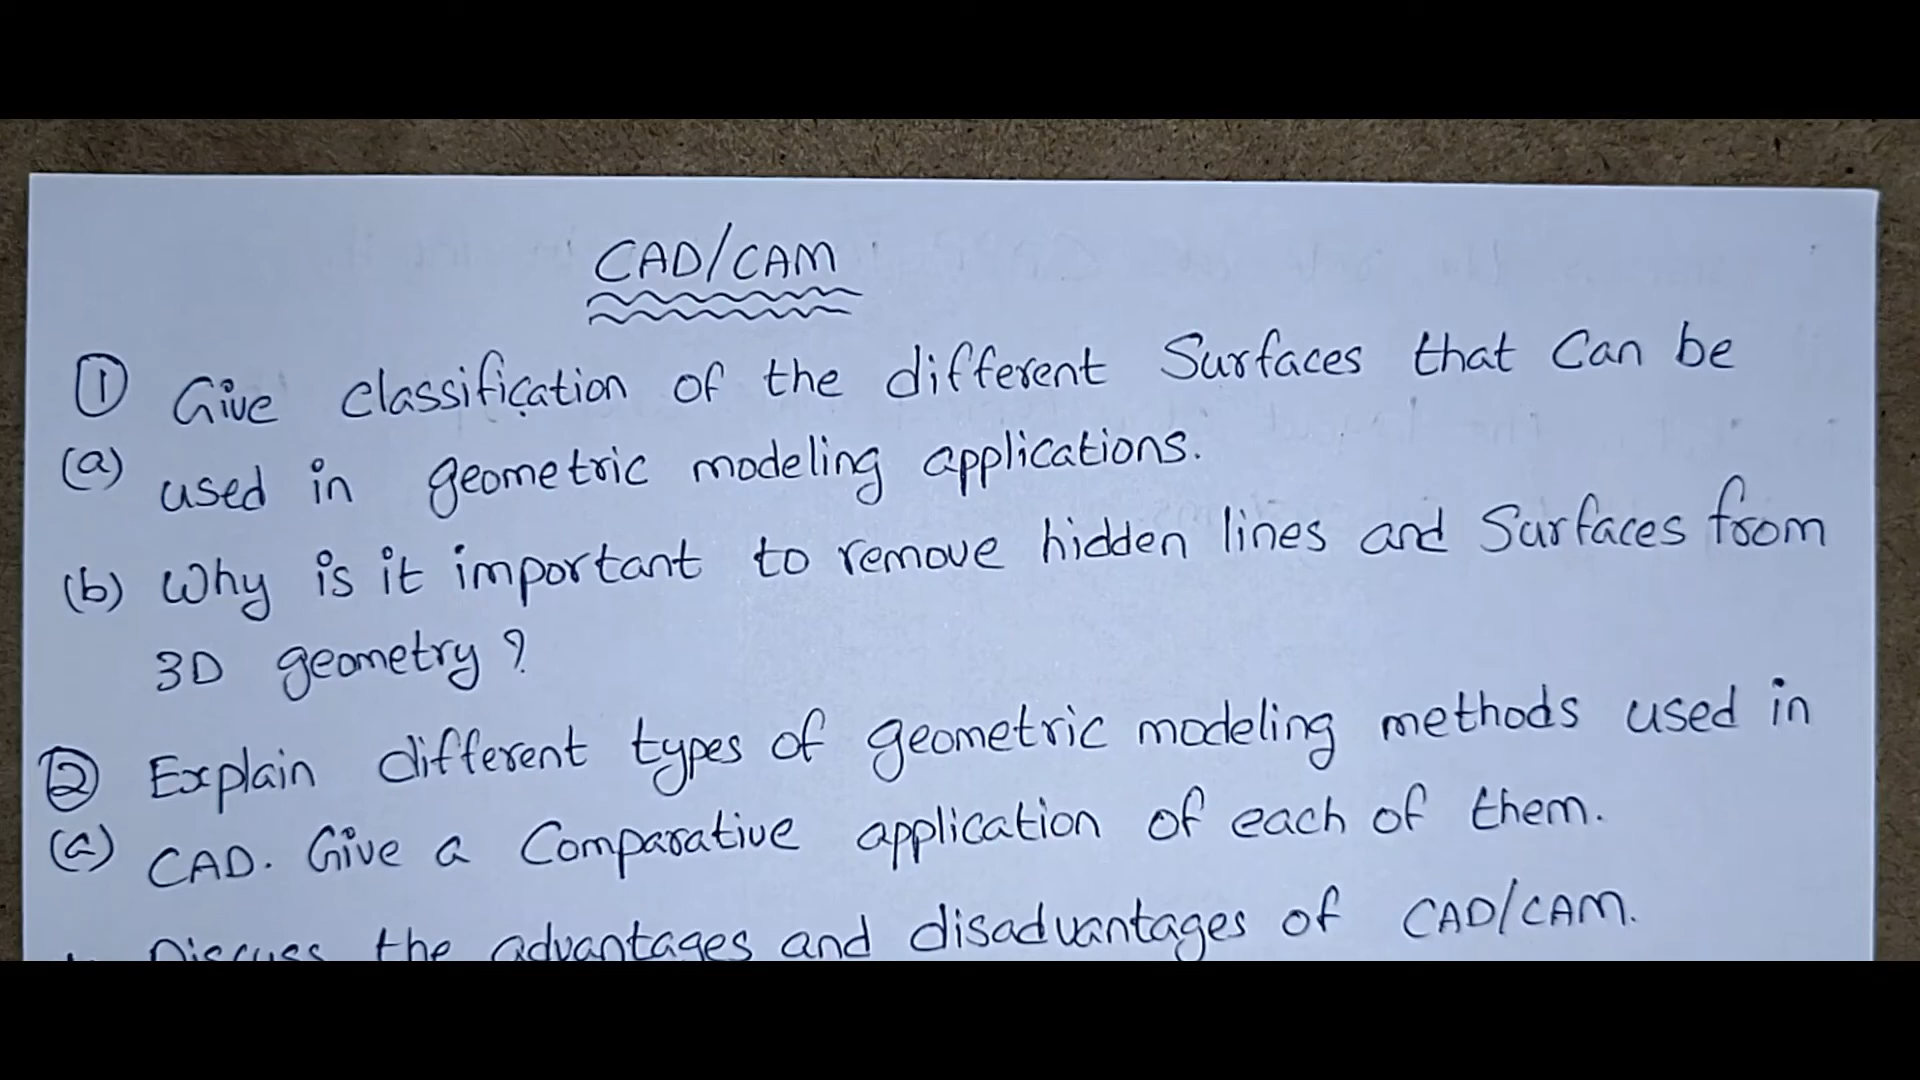 CAD/CAM
① Give classification of the different Surfaces that Can be
(a) used in geometric modeling applications.
(b) Why is it important to remove hidden lines and Surfaces from
3D geometry?
② Explain different types of geometric modeling methods used in
(a) CAD. Give a Comparative application of each of them.
Discuss the advantages and disadvantages of CAD/CAM.